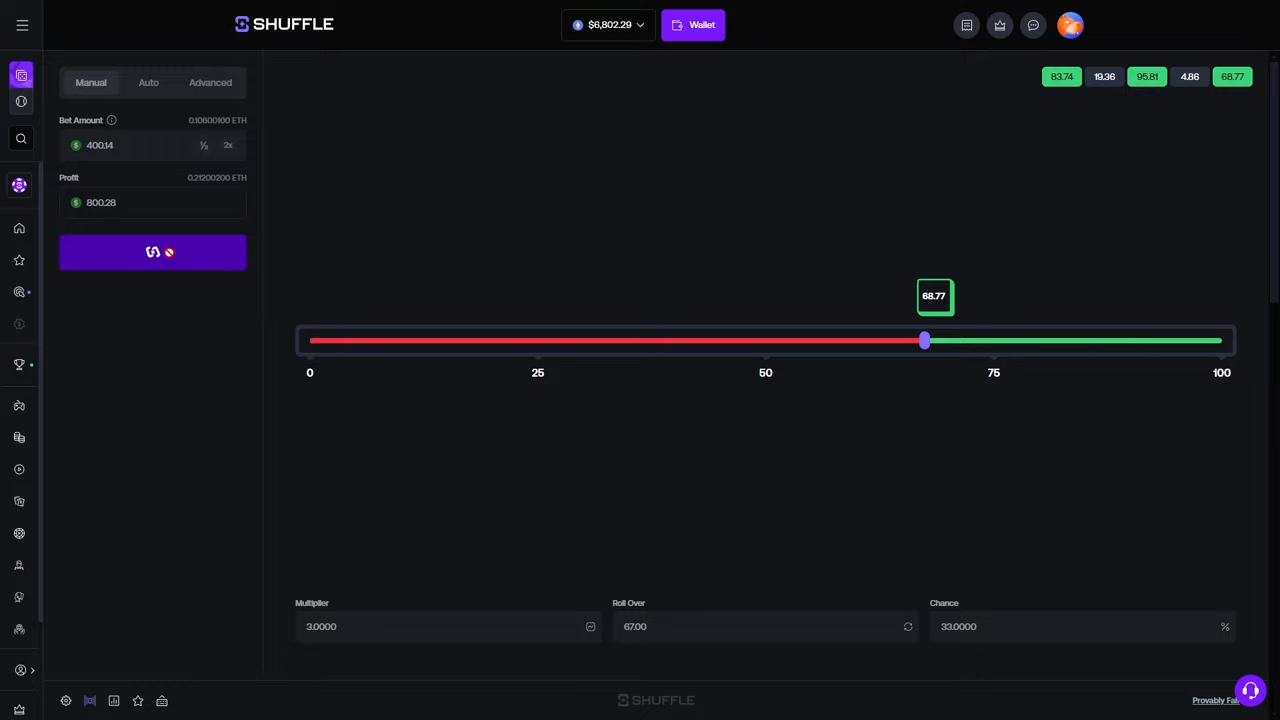 SHUFFLE
$6,802.29
Wallet
Manual Auto Advanced
83.74 19.36 95.81 4.86 68.77
Bet Amount 0.10600100 ETH
400.14 ½ 2x
Profit 0.21200200 ETH
800.28
68.77
0 25 50 75 100
Multiplier Roll Over Chance
3.0000 67.00 33.0000 %
SHUFFLE
Provably Fai